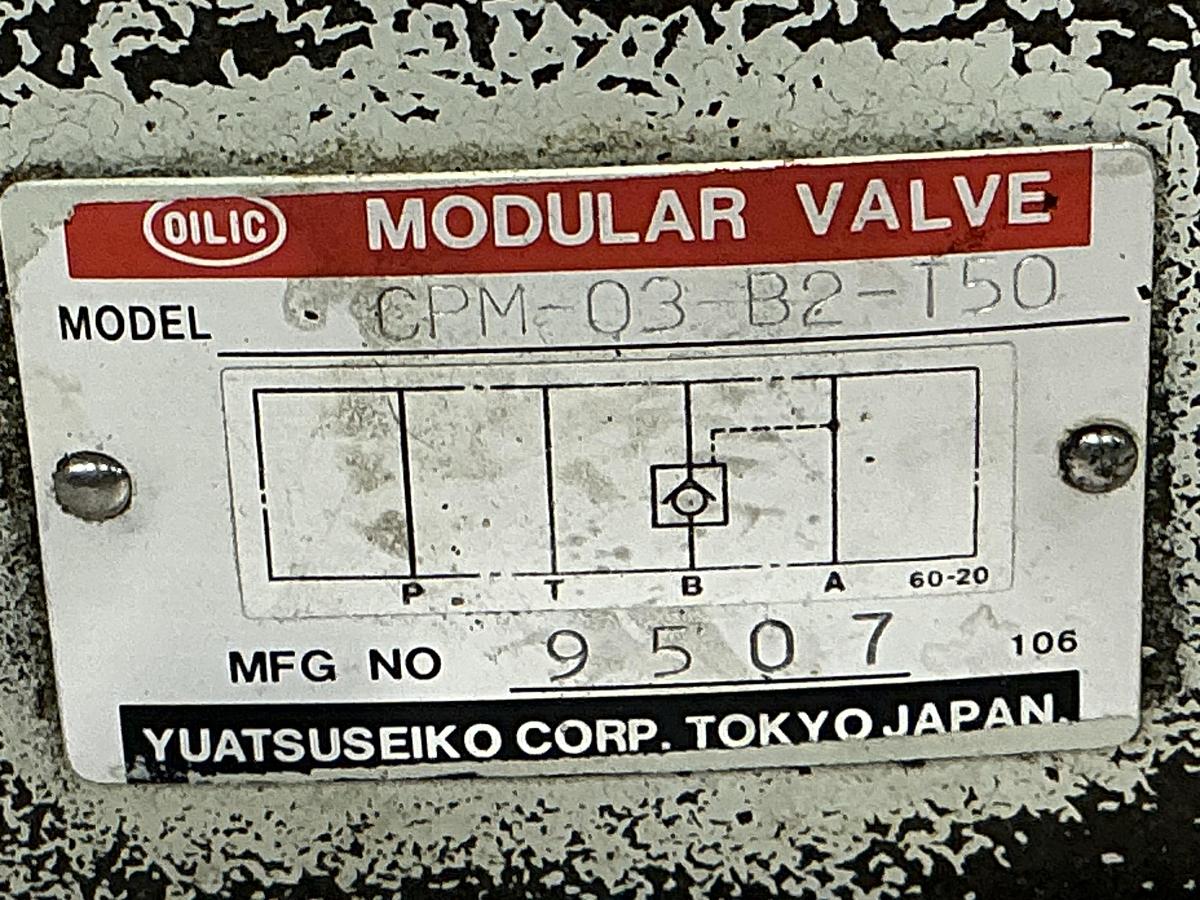 OILIC MODULAR VALVE
MODEL CPM-03-B2-T50
P T B A 60-20
MFG NO 9507 106
YUATSUSEIKO CORP. TOKYO JAPAN.